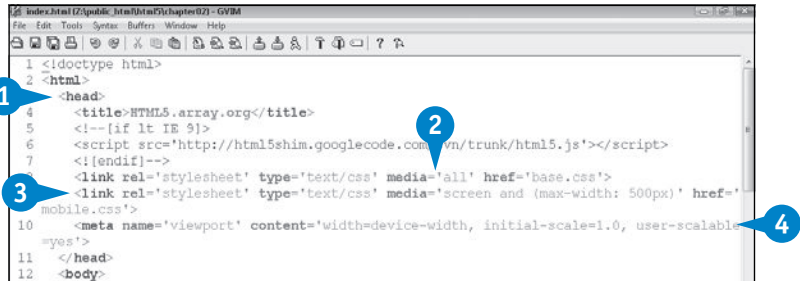 index.html (Z:\public_html\html5\chapter02) - GVIM
File Edit Tools Syntax Buffers Window Help
1 <!doctype html>
2 <html>
1 <head>
4 <title>HTML5.array.org</title>
5 <!--[if lt IE 9]>
2
6 <script src='http://html5shim.googlecode.com vn/trunk/html5.js'></script>
7 <![endif]-->
<link rel='stylesheet' type='text/css' media='all' href='base.css'>
3 <link rel='stylesheet' type='text/css' media='screen and (max-width: 500px)' href='
mobile.css'>
10 <meta name='viewport' content='width=device-width, initial-scale=1.0, user-scalable 4
=yes'>
11 </head>
12 <body>